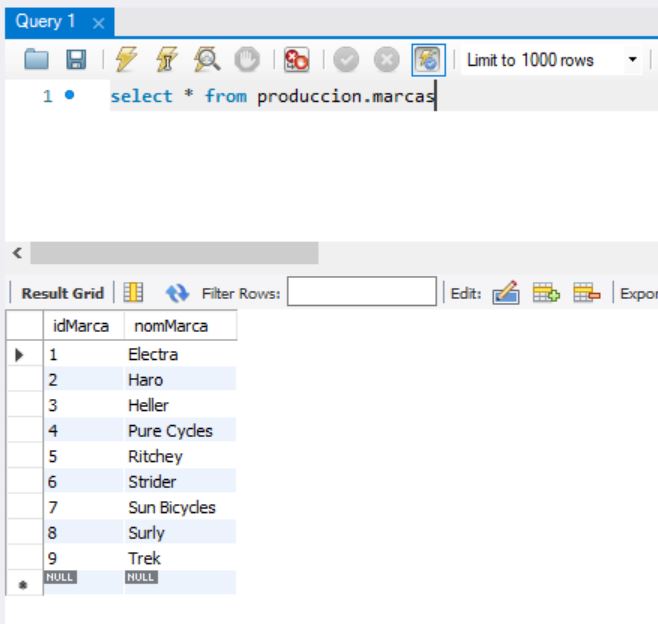 Query 1
Limit to 1000 rows
1 select * from produccion.marcas
Result Grid Filter Rows: Edit: Expor
idMarca nomMarca
1 Electra
2 Haro
3 Heller
4 Pure Cycles
5 Ritchey
6 Strider
7 Sun Bicycles
8 Surly
9 Trek
NULL NULL